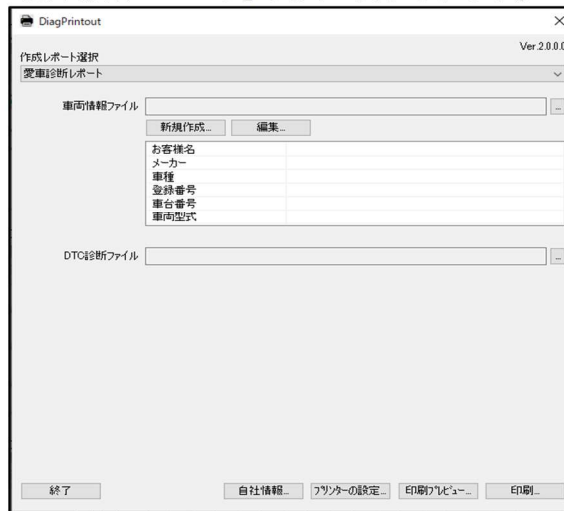 DiagPrintout
Ver.2.0.0.0
作成レポート選択
愛車診断レポート
車両情報ファイル
...
新規作成... 編集...
お客様名
メーカー
車種
登録番号
車台番号
車両型式
DTC診断ファイル
...
終了 自社情報... プリンターの設定... 印刷プレビュー... 印刷...